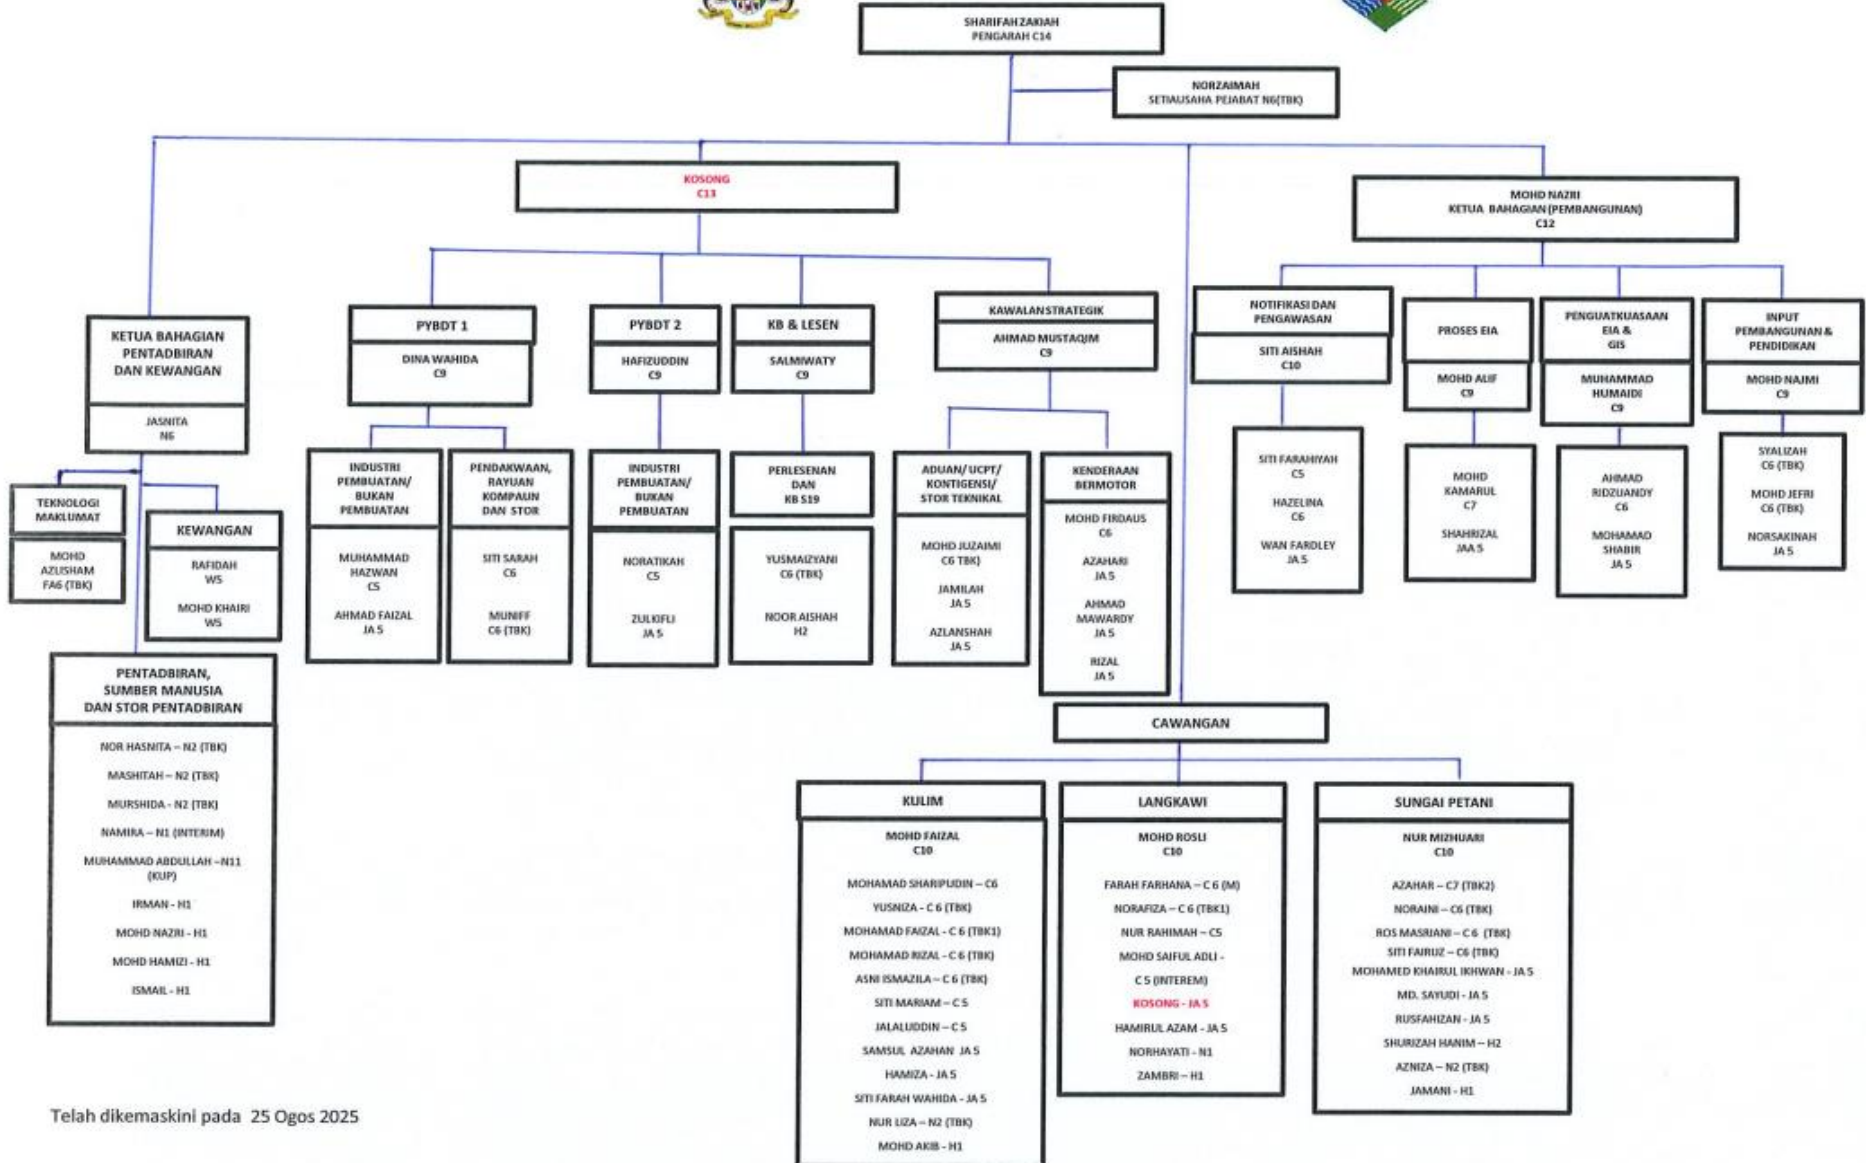 SHARIFAH ZAKIAH
PENGARAH C14
NORZAIMAH
SETIAUSAHA PEJABAT N6(TBK)
KOSONG
C13
MOHD NAZRI
KETUA BAHAGIAN (PEMBANGUNAN)
C12
KETUA BAHAGIAN
PENTADBIRAN
DAN KEWANGAN
JASNITA
N6
TEKNOLOGI
MAKLUMAT
MOHD
AZLISHAM
FA6 (TBK)
KEWANGAN
RAFIDAH
W5
MOHD KHAIRI
W5
PENTADBIRAN,
SUMBER MANUSIA
DAN STOR PENTADBIRAN
NOR HASNITA – N2 (TBK)
MASHITAH – N2 (TBK)
MURSHIDA - N2 (TBK)
NAMIRA – N1 (INTERIM)
MUHAMMAD ABDULLAH –N11
(KUP)
IRMAN - H1
MOHD NAZRI - H1
MOHD HAMIZI - H1
ISMAIL - H1
PYBDT 1
DINA WAHIDA
C9
INDUSTRI
PEMBUATAN/
BUKAN
PEMBUATAN
MUHAMMAD
HAZWAN
C5
AHMAD FAIZAL
JA 5
PENDAKWAAN,
RAYUAN
KOMPAUN
DAN STOR
SITI SARAH
C6
MUNIFF
C6 (TBK)
PYBDT 2
HAFIZUDDIN
C9
INDUSTRI
PEMBUATAN/
BUKAN
PEMBUATAN
NORATIKAH
C5
ZULKIFLI
JA 5
KB & LESEN
SALMIWATY
C9
PERLESENAN
DAN
KB S19
YUSMAIZYANI
C6 (TBK)
NOOR AISHAH
H2
KAWALAN STRATEGIK
AHMAD MUSTAQIM
C9
ADUAN/ UCPT/
KONTIGENSI/
STOR TEKNIKAL
MOHD JUZAIMI
C6 TBK)
JAMILAH
JA 5
AZLANSHAH
JA 5
KENDERAAN
BERMOTOR
MOHD FIRDAUS
C6
AZAHARI
JA 5
AHMAD
MAWARDY
JA 5
RIZAL
JA 5
NOTIFIKASI DAN
PENGAWASAN
SITI AISHAH
C10
SITI FARAHIYAH
C5
HAZELINA
C6
WAN FARDLEY
JA 5
PROSES EIA
MOHD ALIF
C9
MOHD
KAMARUL
C7
SHAHRIZAL
JAA 5
PENGUATKUASAAN
EIA &
GIS
MUHAMMAD
HUMAIDI
C9
AHMAD
RIDZUANDY
C6
MOHAMAD
SHABIR
JA 5
INPUT
PEMBANGUNAN &
PENDIDIKAN
MOHD NAJMI
C9
SYALIZAH
C6 (TBK)
MOHD JEFRI
C6 (TBK)
NORSAKINAH
JA 5
CAWANGAN
KULIM
MOHD FAIZAL
C10
MOHAMAD SHARIPUDIN – C6
YUSNIZA - C 6 (TBK)
MOHAMAD FAIZAL - C 6 (TBK1)
MOHAMAD RIZAL - C 6 (TBK)
ASNI ISMAZILA – C 6 (TBK)
SITI MARIAM – C 5
JALALUDDIN – C 5
SAMSUL AZAHAN JA 5
HAMIZA - JA 5
SITI FARAH WAHIDA - JA 5
NUR LIZA – N2 (TBK)
MOHD AKIB - H1
LANGKAWI
MOHD ROSLI
C10
FARAH FARHANA – C 6 (M)
NORAFIZA – C 6 (TBK1)
NUR RAHIMAH – C5
MOHD SAIFUL ADLI -
C 5 (INTEREM)
KOSONG - JA 5
HAMIRUL AZAM - JA 5
NORHAYATI - N1
ZAMBRI – H1
SUNGAI PETANI
NUR MIZHUARI
C10
AZAHAR – C7 (TBK2)
NORAINI – C6 (TBK)
ROS MASRIANI – C 6 (TBK)
SITI FAIRUZ – C6 (TBK)
MOHAMED KHAIRUL IKHWAN - JA 5
MD. SAYUDI - JA 5
RUSFAHIZAN - JA 5
SHURIZAH HANIM – H2
AZNIZA – N2 (TBK)
JAMANI - H1
Telah dikemaskini pada 25 Ogos 2025